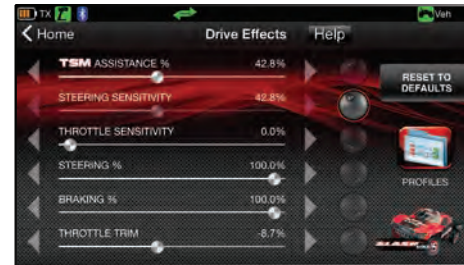 TX Veh
Home Drive Effects Help
TSM ASSISTANCE % 42.8%
RESET TO DEFAULTS
STEERING SENSITIVITY 42.8%
THROTTLE SENSITIVITY 0.0%
STEERING % 100.0%
PROFILES
BRAKING % 100.0%
THROTTLE TRIM -8.7%
SLASH